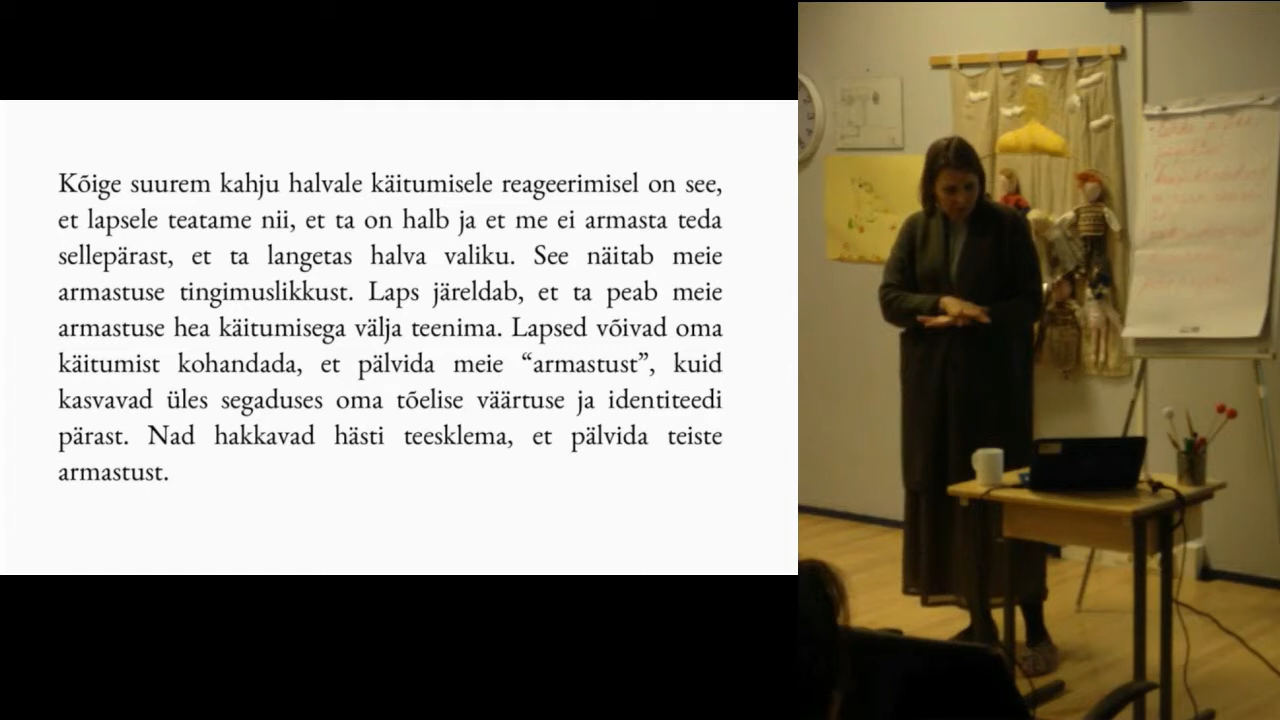 Kõige suurem kahju halvale käitumisele reageerimisel on see,
et lapsele teatame nii, et ta on halb ja et me ei armasta teda
sellepärast, et ta langetas halva valiku. See näitab meie
armastuse tingimuslikkust. Laps järeldab, et ta peab meie
armastuse hea käitumisega välja teenima. Lapsed võivad oma
käitumist kohandada, et pälvida meie “armastust”, kuid
kasvavad üles segaduses oma tõelise väärtuse ja identiteedi
pärast. Nad hakkavad hästi teesklema, et pälvida teiste
armastust.